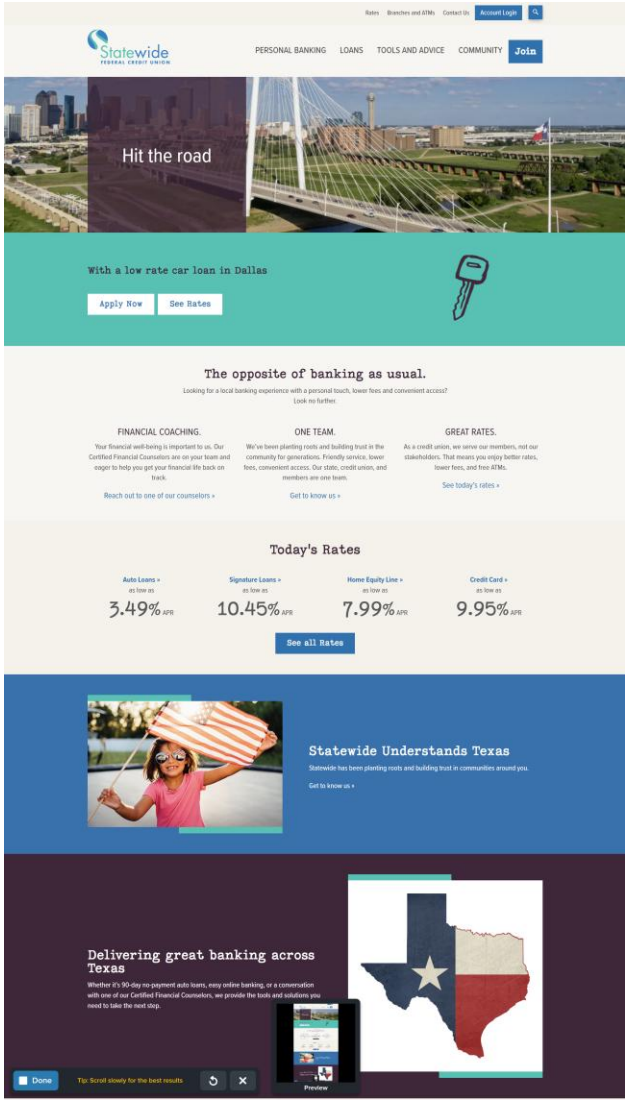 Rates Branches and ATMs Contact Us Account Login
Statewide
FEDERAL CREDIT UNION
PERSONAL BANKING LOANS TOOLS AND ADVICE COMMUNITY Join
Hit the road
With a low rate car loan in Dallas
Apply Now See Rates
The opposite of banking as usual.
Looking for a local banking experience with a personal touch, lower fees and convenient access?
Look no further.
FINANCIAL COACHING.
Your financial well-being is important to us. Our
Certified Financial Counselors are on your team and
eager to help you get your financial life back on
track.
Reach out to one of our counselors »
ONE TEAM.
We've been planting roots and building trust in the
community for generations. Friendly service, lower
fees, convenient access. Our state, credit union, and
members are one team.
Get to know us »
GREAT RATES.
As a credit union, we serve our members, not our
stakeholders. That means you enjoy better rates,
lower fees, and free ATMs.
See today's rates »
Today's Rates
Auto Loans »
as low as
3.49% APR
Signature Loans »
as low as
10.45% APR
Home Equity Line »
as low as
7.99% APR
Credit Card »
as low as
9.95% APR
See all Rates
Statewide Understands Texas
Statewide has been planting roots and building trust in communities around you.
Get to know us »
Delivering great banking across
Texas
Whether it's 90-day no-payment auto loans, easy online banking, or a conversation
with one of our Certified Financial Counselors, we provide the tools and solutions you
need to take the next step.
Done Tip: Scroll slowly for the best results
Preview